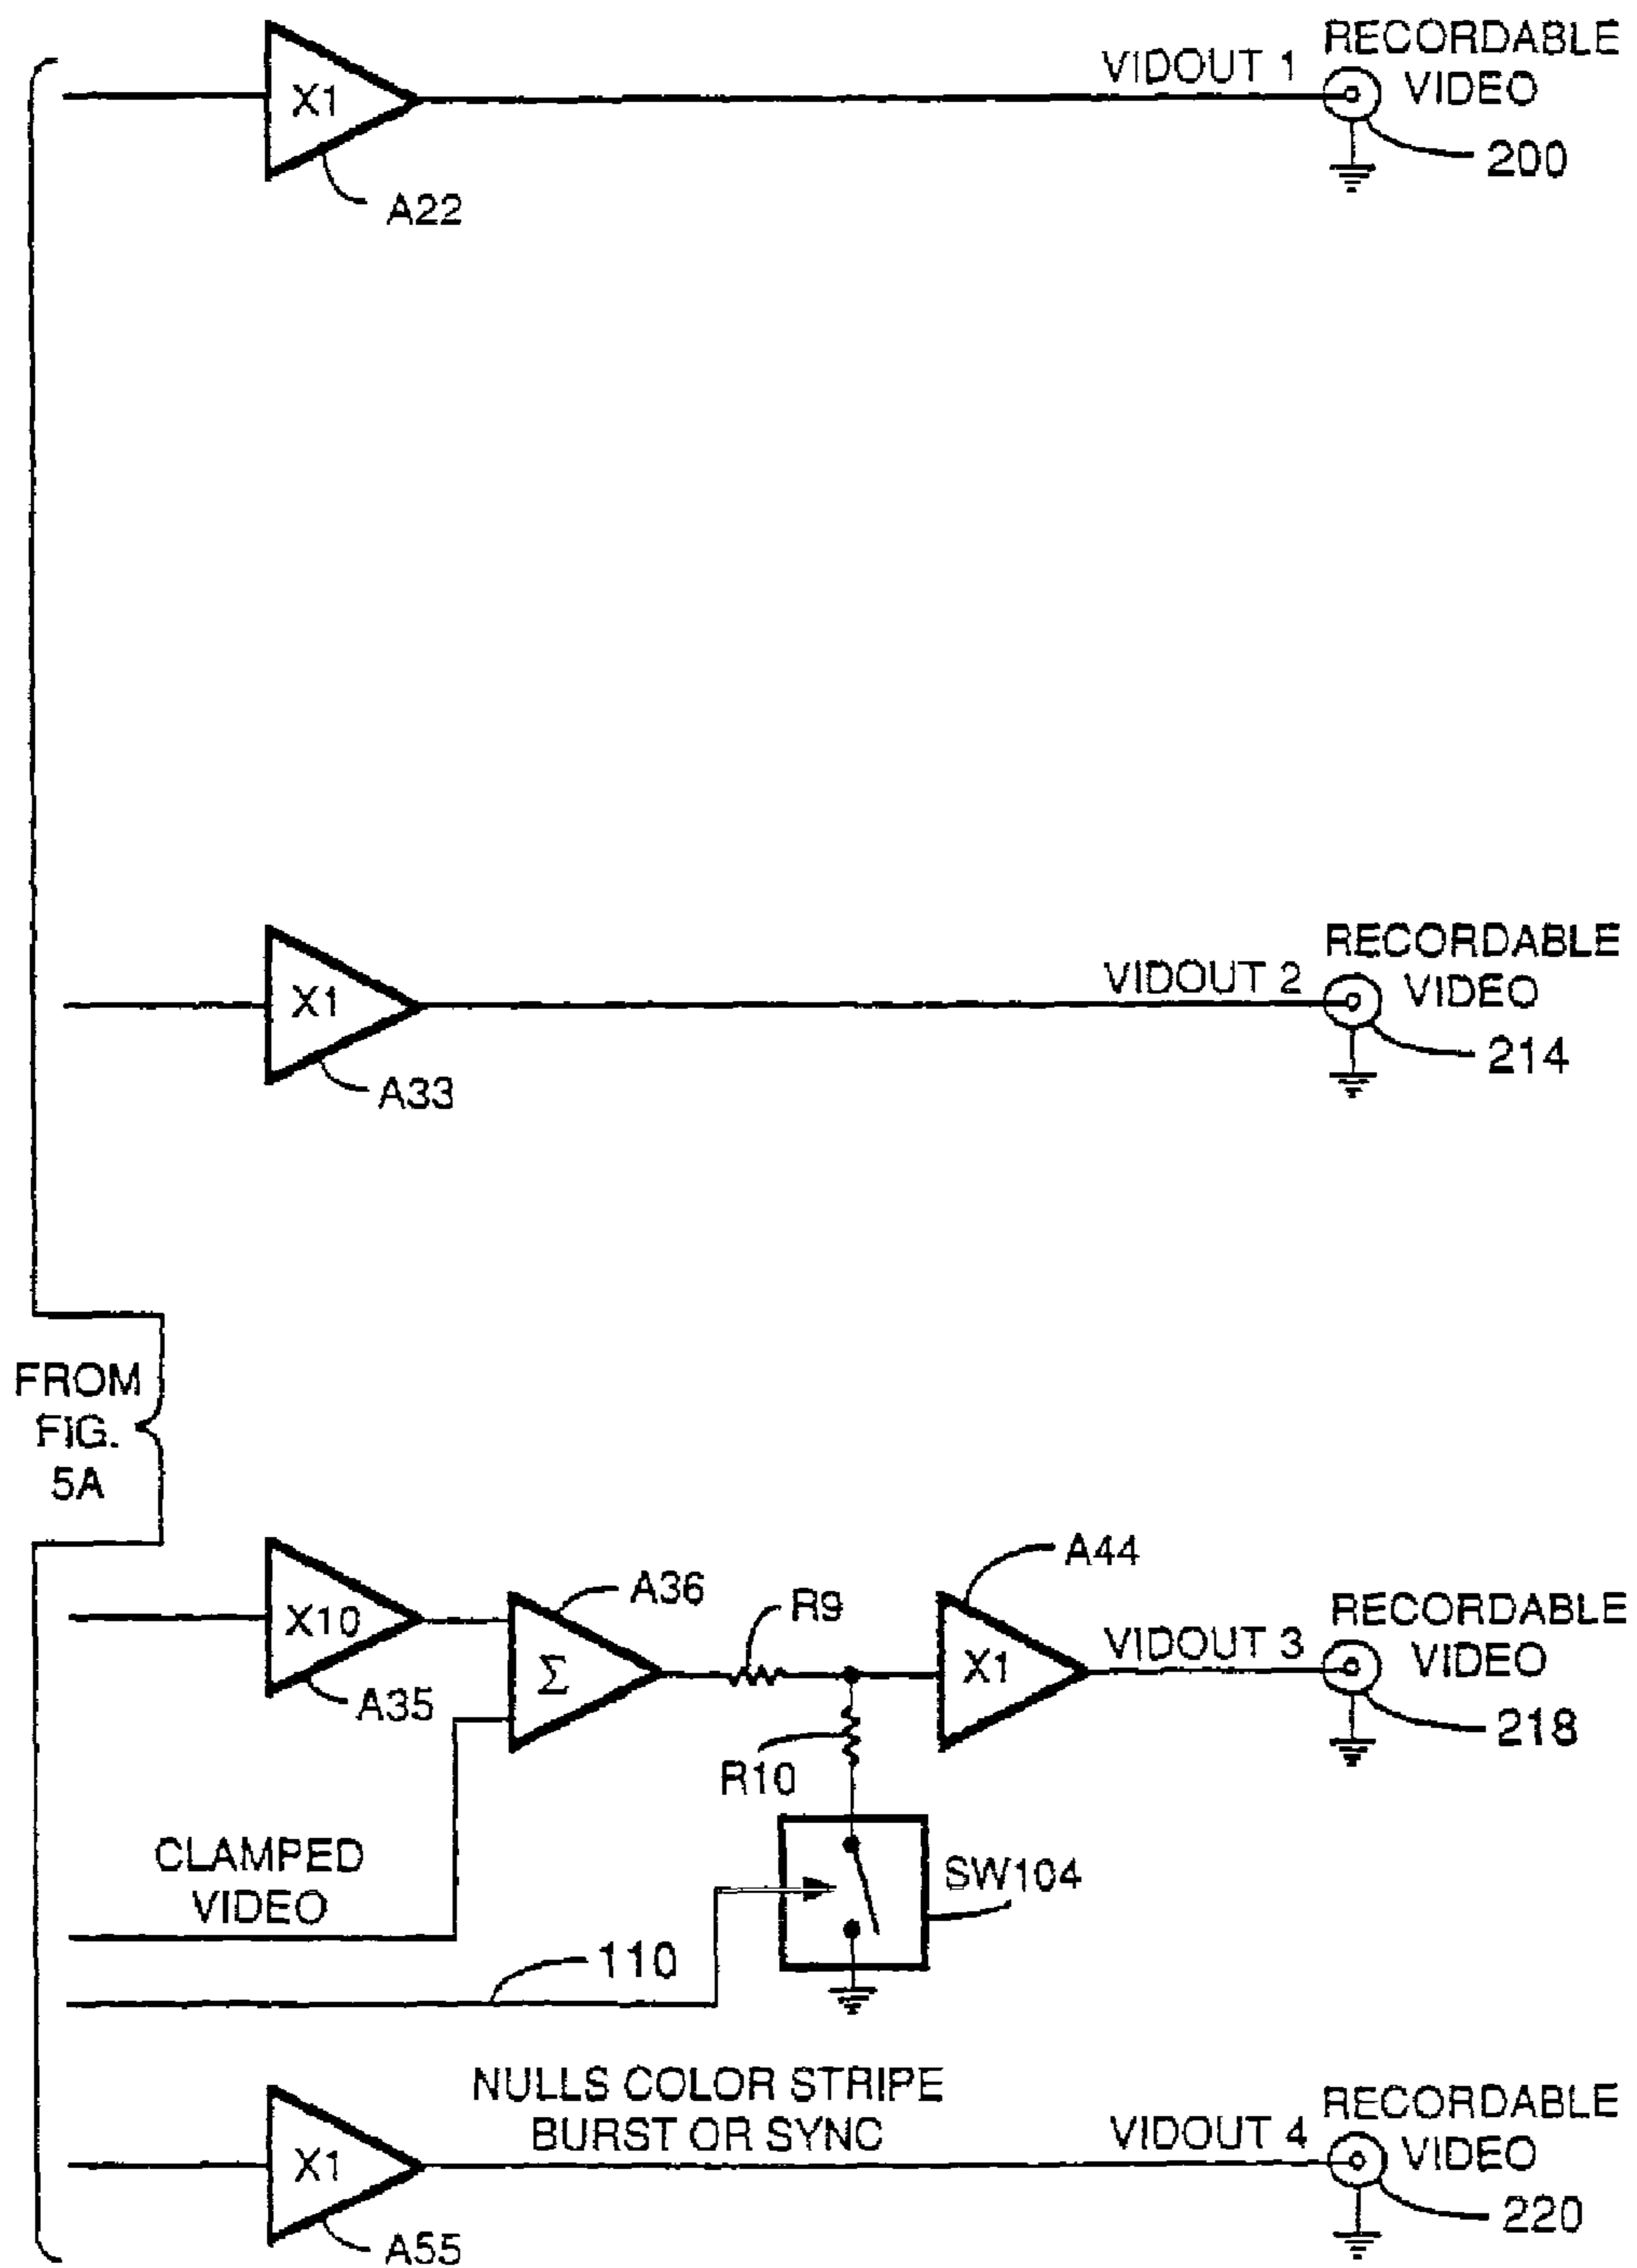 X1
A22
VIDOUT 1
RECORDABLE
VIDEO
200
X1
A33
VIDOUT 2
RECORDABLE
VIDEO
214
FROM
FIG.
5A
X10
A35
Σ
A36
R9
R10
X1
A44
VIDOUT 3
RECORDABLE
VIDEO
218
CLAMPED
VIDEO
SW104
110
X1
A55
NULLS COLOR STRIPE
BURST OR SYNC
VIDOUT 4
RECORDABLE
VIDEO
220